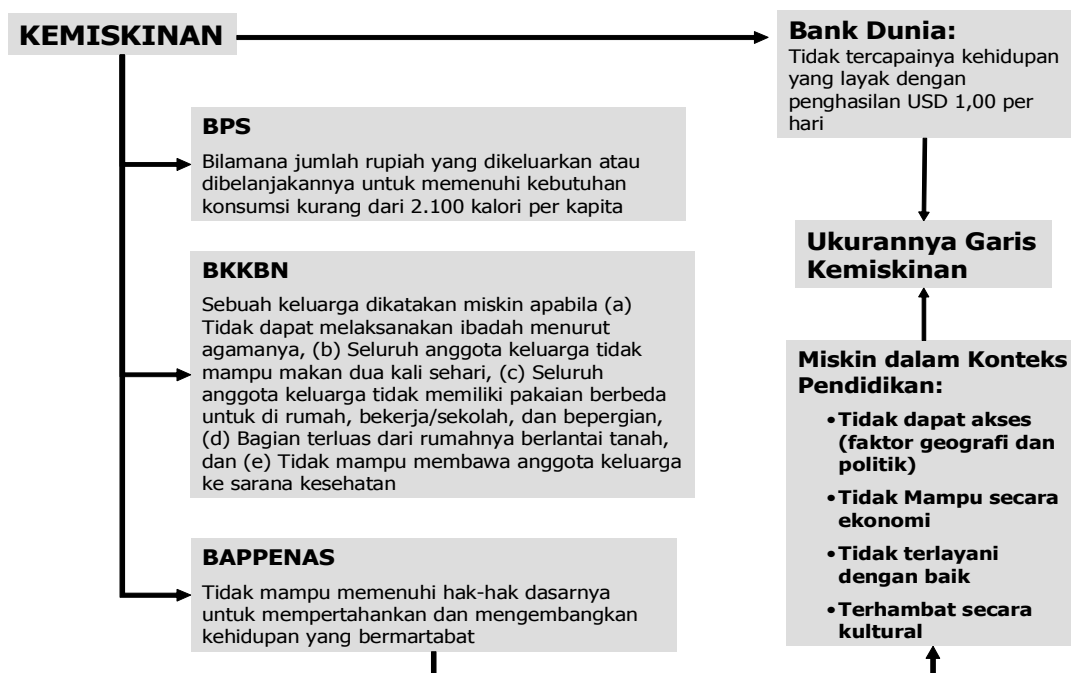 KEMISKINAN
Bank Dunia:
Tidak tercapainya kehidupan
yang layak dengan
penghasilan USD 1,00 per
hari
BPS
Bilamana jumlah rupiah yang dikeluarkan atau
dibelanjakannya untuk memenuhi kebutuhan
konsumsi kurang dari 2.100 kalori per kapita
BKKBN
Sebuah keluarga dikatakan miskin apabila (a)
Tidak dapat melaksanakan ibadah menurut
agamanya, (b) Seluruh anggota keluarga tidak
mampu makan dua kali sehari, (c) Seluruh
anggota keluarga tidak memiliki pakaian berbeda
untuk di rumah, bekerja/sekolah, dan bepergian,
(d) Bagian terluas dari rumahnya berlantai tanah,
dan (e) Tidak mampu membawa anggota keluarga
ke sarana kesehatan
BAPPENAS
Tidak mampu memenuhi hak-hak dasarnya
untuk mempertahankan dan mengembangkan
kehidupan yang bermartabat
Ukurannya Garis
Kemiskinan
Miskin dalam Konteks
Pendidikan:
•Tidak dapat akses
(faktor geografi dan
politik)
•Tidak Mampu secara
ekonomi
•Tidak terlayani
dengan baik
•Terhambat secara
kultural